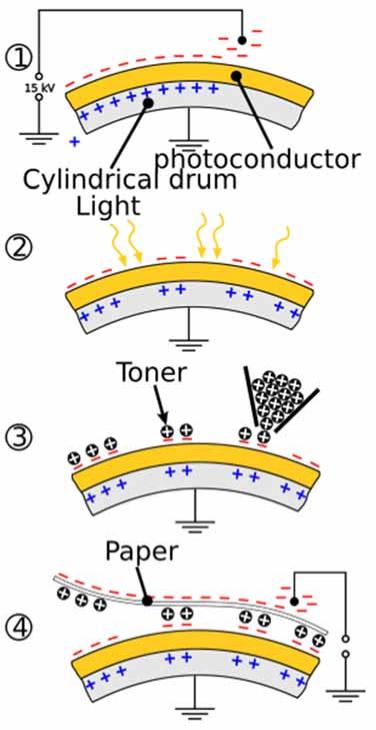 ①
15 kV
photoconductor
Cylindrical drum
Light
②
Toner
③
Paper
④